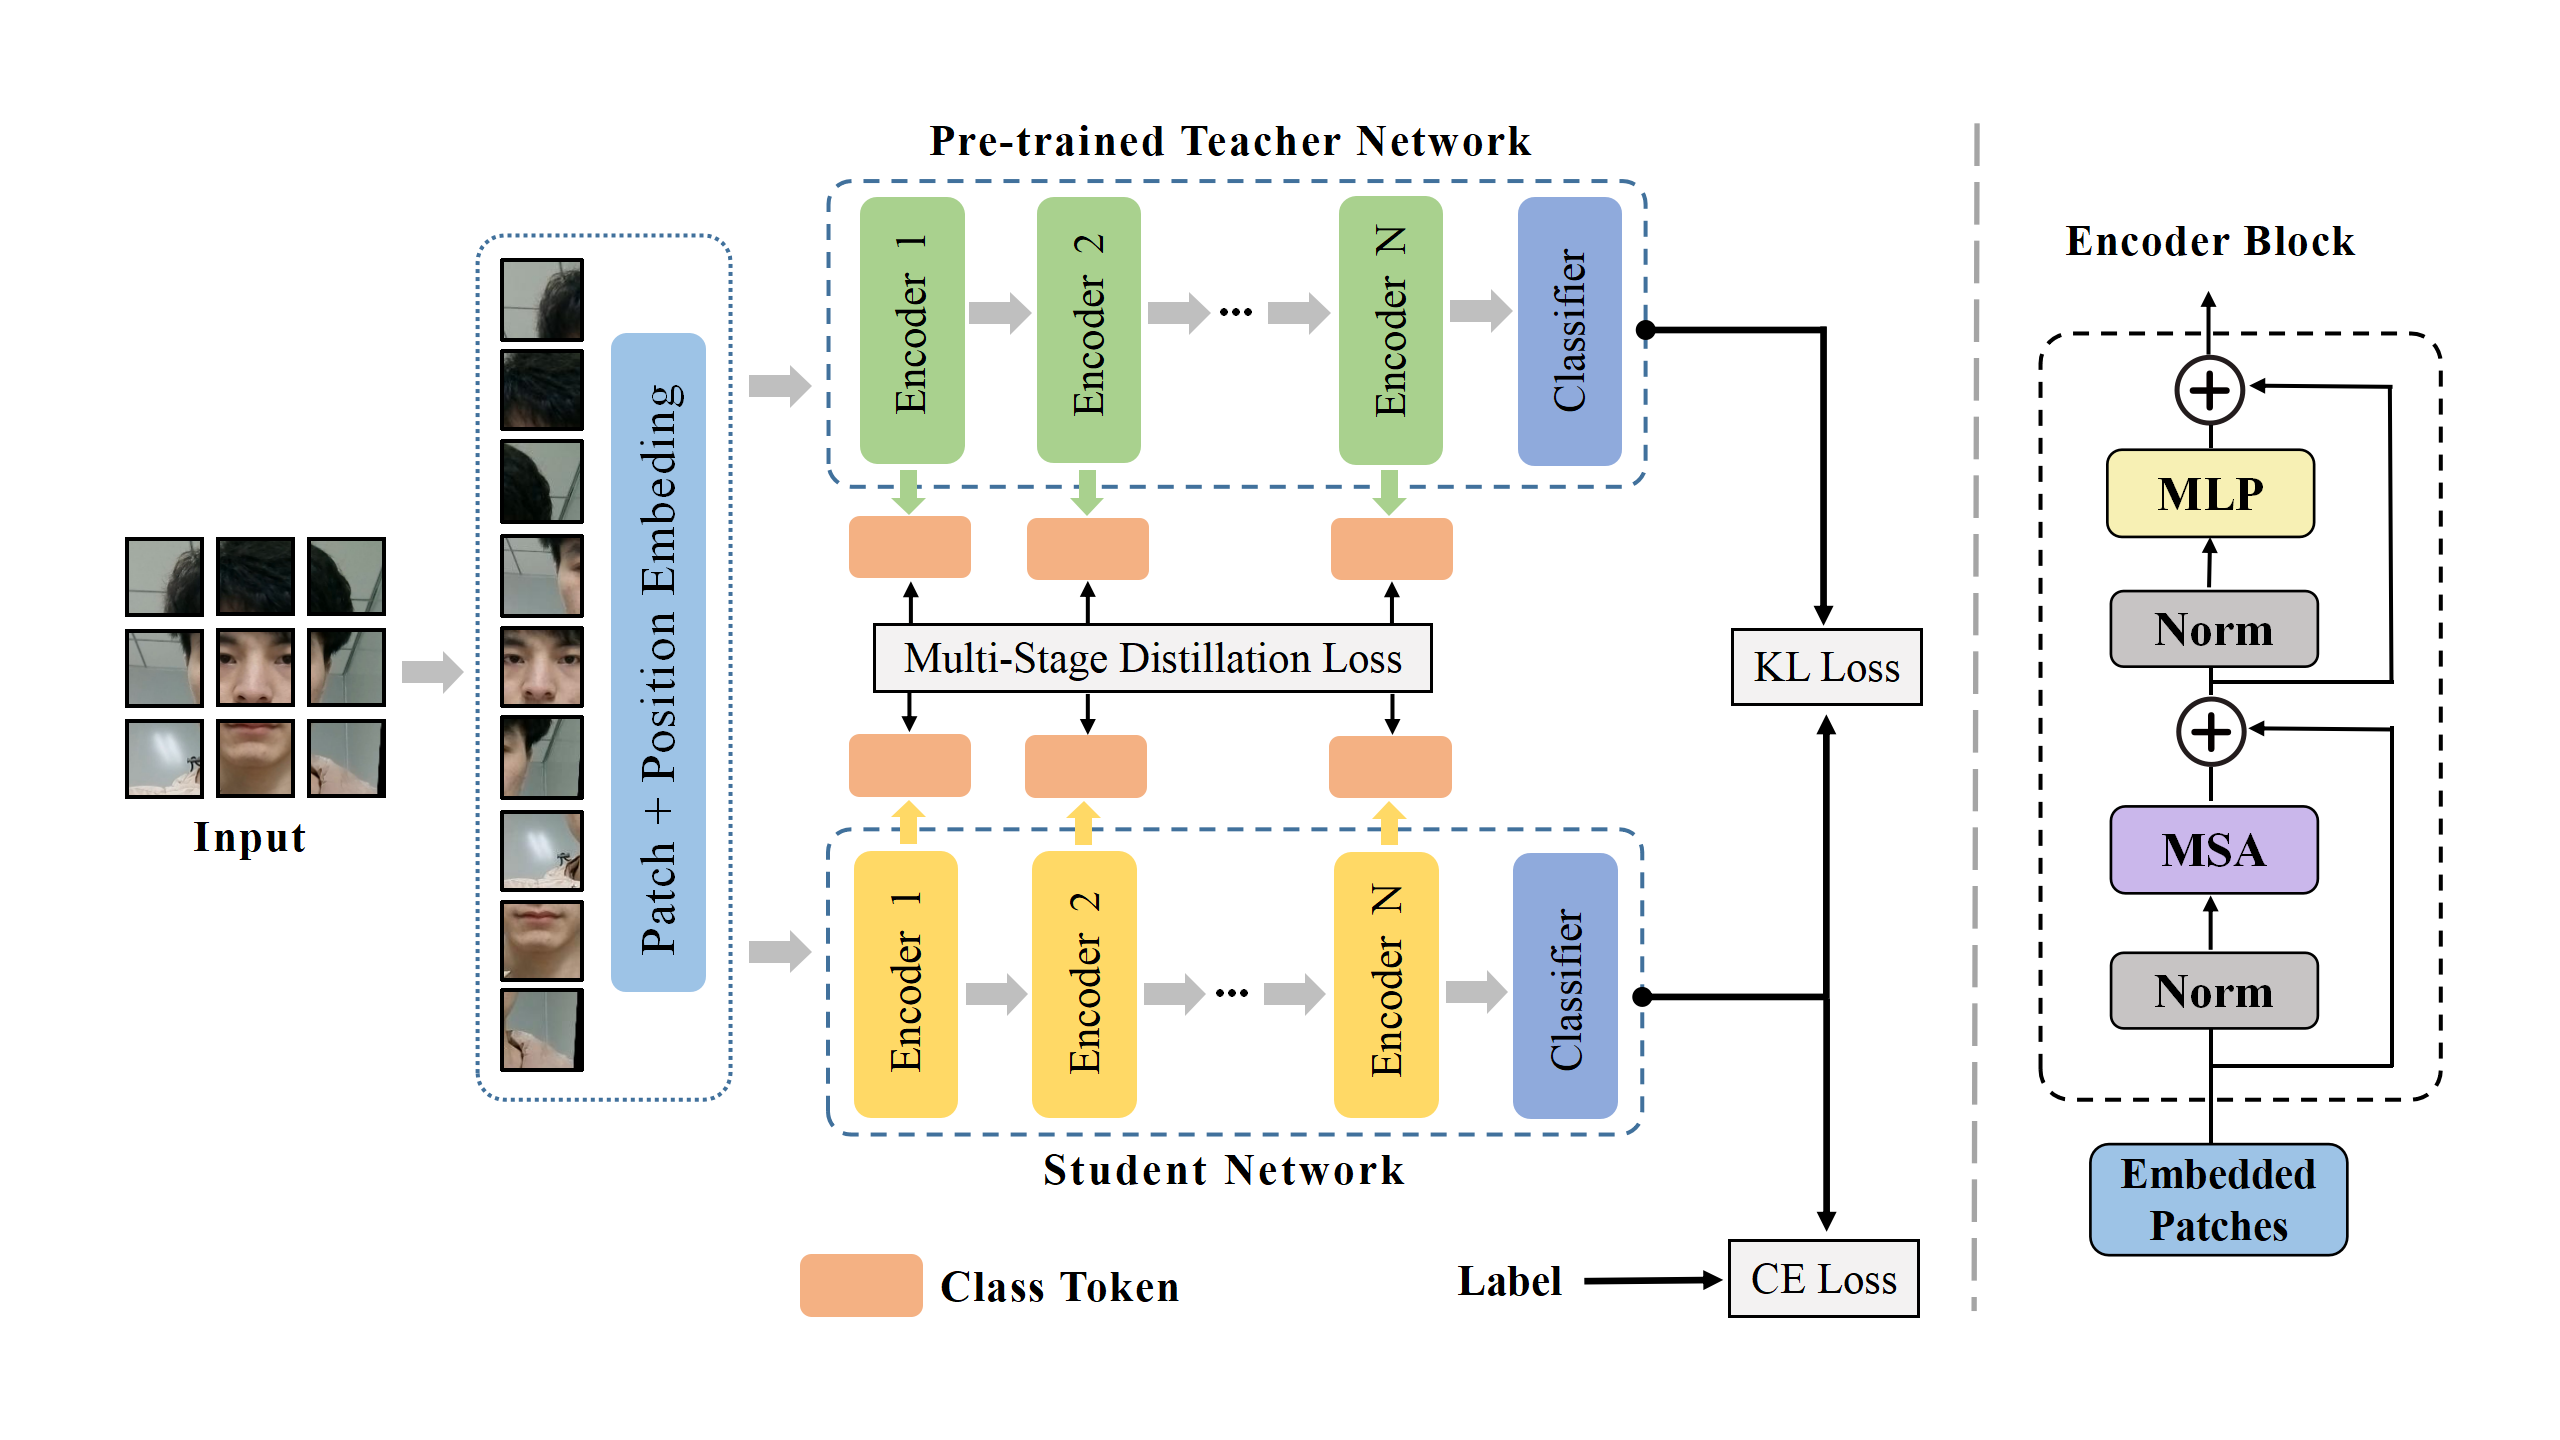 Pre-trained Teacher Network
Encoder 1
Encoder 2
...
Encoder N
Classifier
Patch + Position Embeding
Input
Multi-Stage Distillation Loss
KL Loss
Encoder 1
Encoder 2
...
Encoder N
Classifier
Student Network
Class Token
Label
CE Loss
Encoder Block
MLP
Norm
MSA
Norm
Embedded
Patches